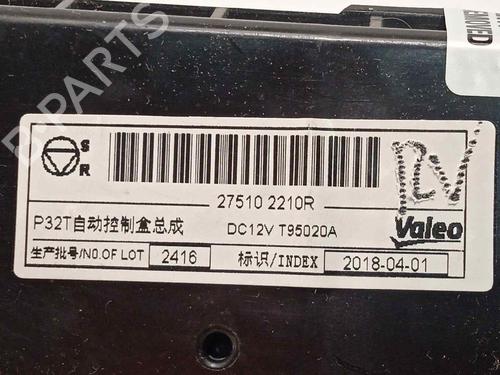 S
R
27510 2210R
P32T自动控制盒总成
DC12V T95020A
Valeo
生产批号/NO.OF LOT 2416 标识/INDEX 2018-04-01
B-PARTS